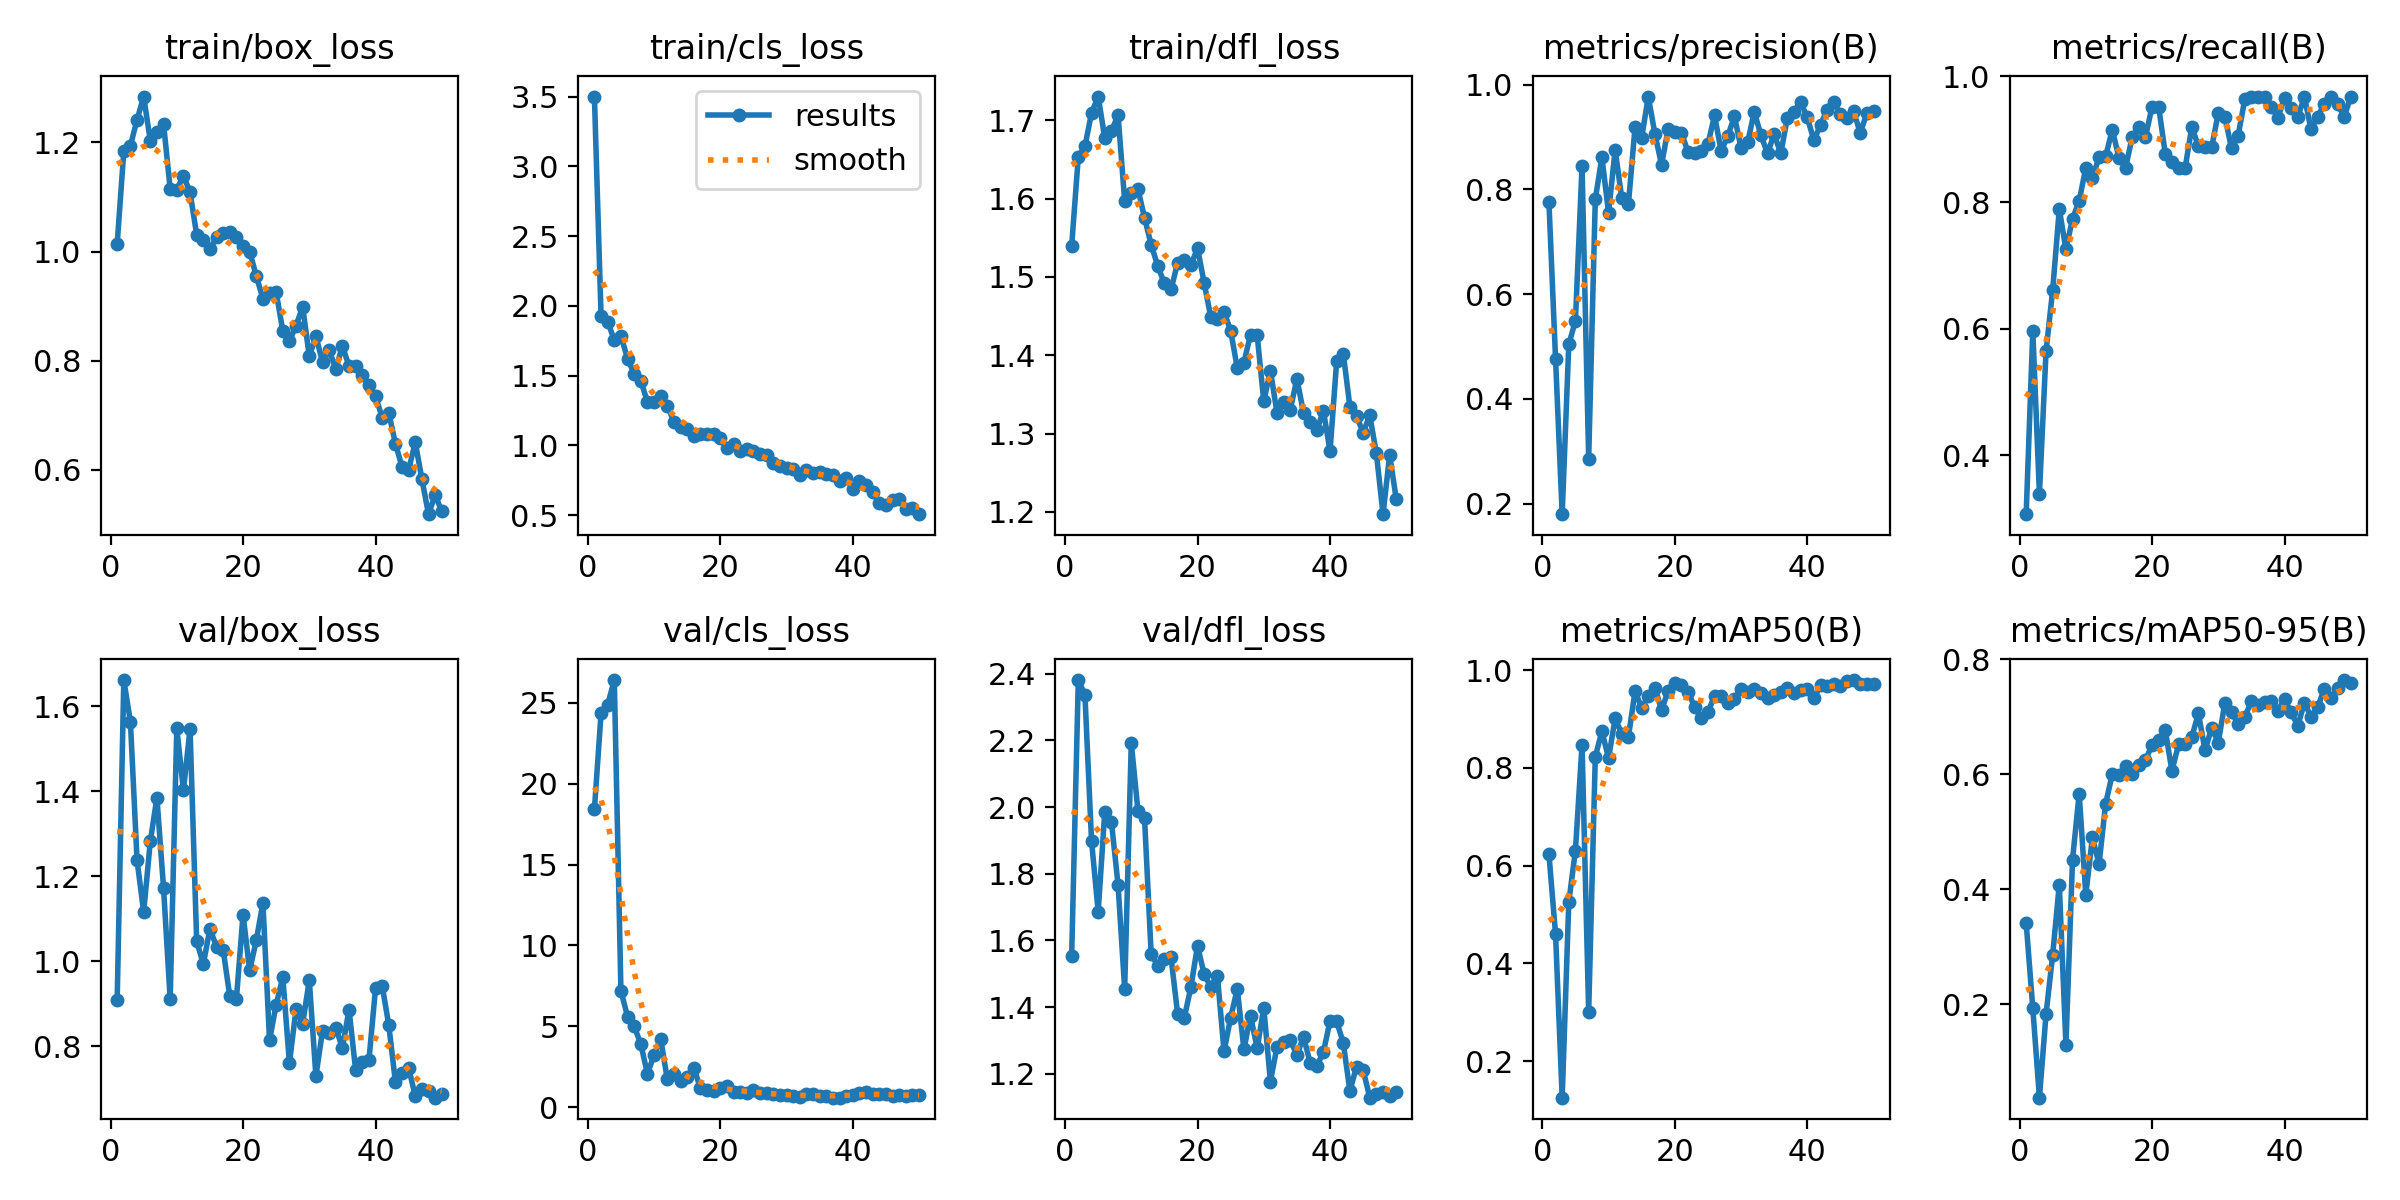 train/box_loss
1.2
1.0
0.8
0.6
0 20 40
train/cls_loss
results
smooth
3.5
3.0
2.5
2.0
1.5
1.0
0.5
0 20 40
train/dfl_loss
1.7
1.6
1.5
1.4
1.3
1.2
0 20 40
metrics/precision(B)
1.0
0.8
0.6
0.4
0.2
0 20 40
metrics/recall(B)
1.0
0.8
0.6
0.4
0 20 40
val/box_loss
1.6
1.4
1.2
1.0
0.8
0 20 40
val/cls_loss
25
20
15
10
5
0
0 20 40
val/dfl_loss
2.4
2.2
2.0
1.8
1.6
1.4
1.2
0 20 40
metrics/mAP50(B)
1.0
0.8
0.6
0.4
0.2
0 20 40
metrics/mAP50-95(B)
0.8
0.6
0.4
0.2
0 20 40